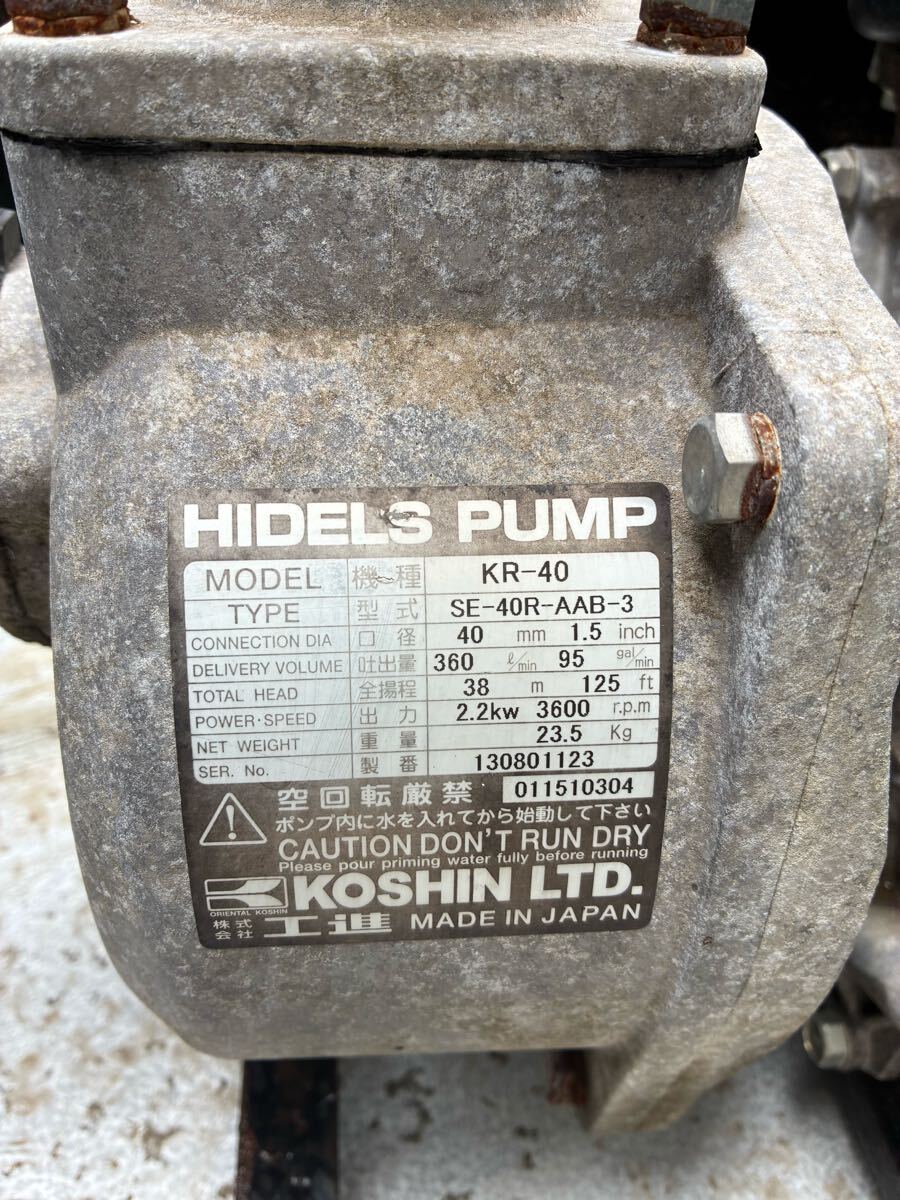 HIDELS PUMP
MODEL 機種 KR-40
TYPE 型式 SE-40R-AAB-3
CONNECTION DIA 口径 40 mm 1.5 inch
DELIVERY VOLUME 吐出量 360 ℓ/min 95 gal/min
TOTAL HEAD 全揚程 38 m 125 ft
POWER·SPEED 出力 2.2kw 3600 r.p.m
NET WEIGHT 重量 23.5 Kg
SER. No. 製番 130801123
011510304
空回転厳禁
ポンプ内に水を入れてから始動して下さい
CAUTION DON'T RUN DRY
Please pour priming water fully before running
KOSHIN LTD.
ORIENTAL KOSHIN
株式会社 工進 MADE IN JAPAN